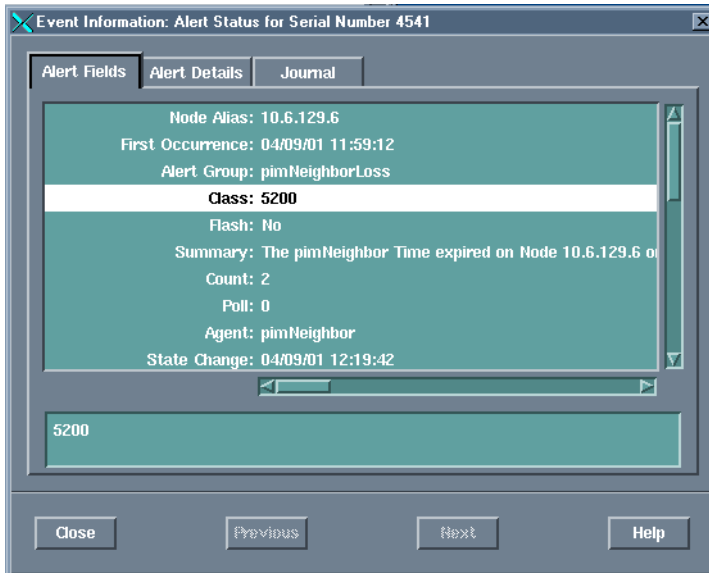 Event Information: Alert Status for Serial Number 4541
Alert Fields Alert Details Journal
Node Alias: 10.6.129.6
First Occurrence: 04/09/01 11:59:12
Alert Group: pimNeighborLoss
Class: 5200
Flash: No
Summary: The pimNeighbor Time expired on Node 10.6.129.6 o
Count: 2
Poll: 0
Agent: pimNeighbor
State Change: 04/09/01 12:19:42
5200
Close Previous Next Help